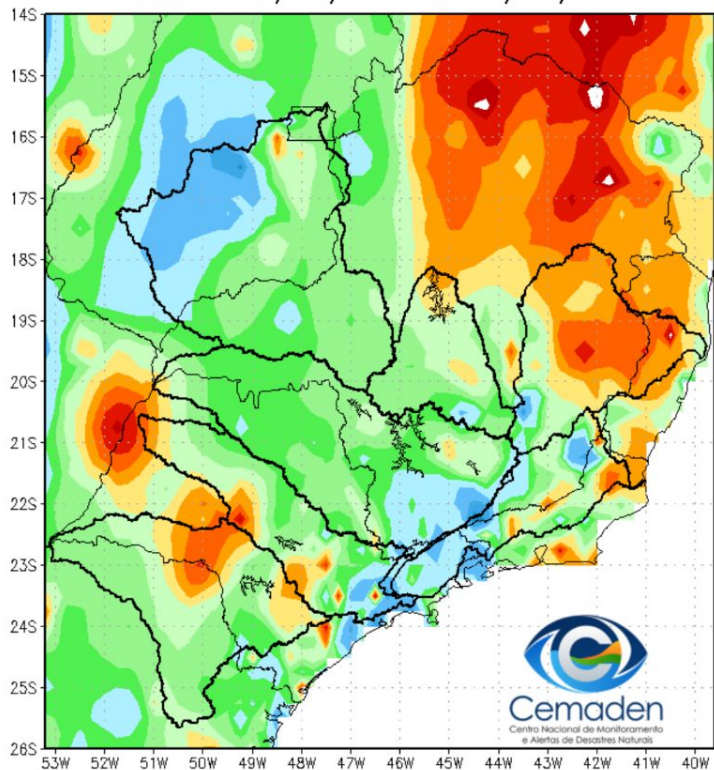 14S
15S
16S
17S
18S
19S
20S
21S
22S
23S
24S
25S
26S
53W 52W 51W 50W 49W 48W 47W 46W 45W 44W 43W 42W 41W 40W
Cemaden
Centro Nacional de Monitoramento
e Alertas de Desastres Naturais